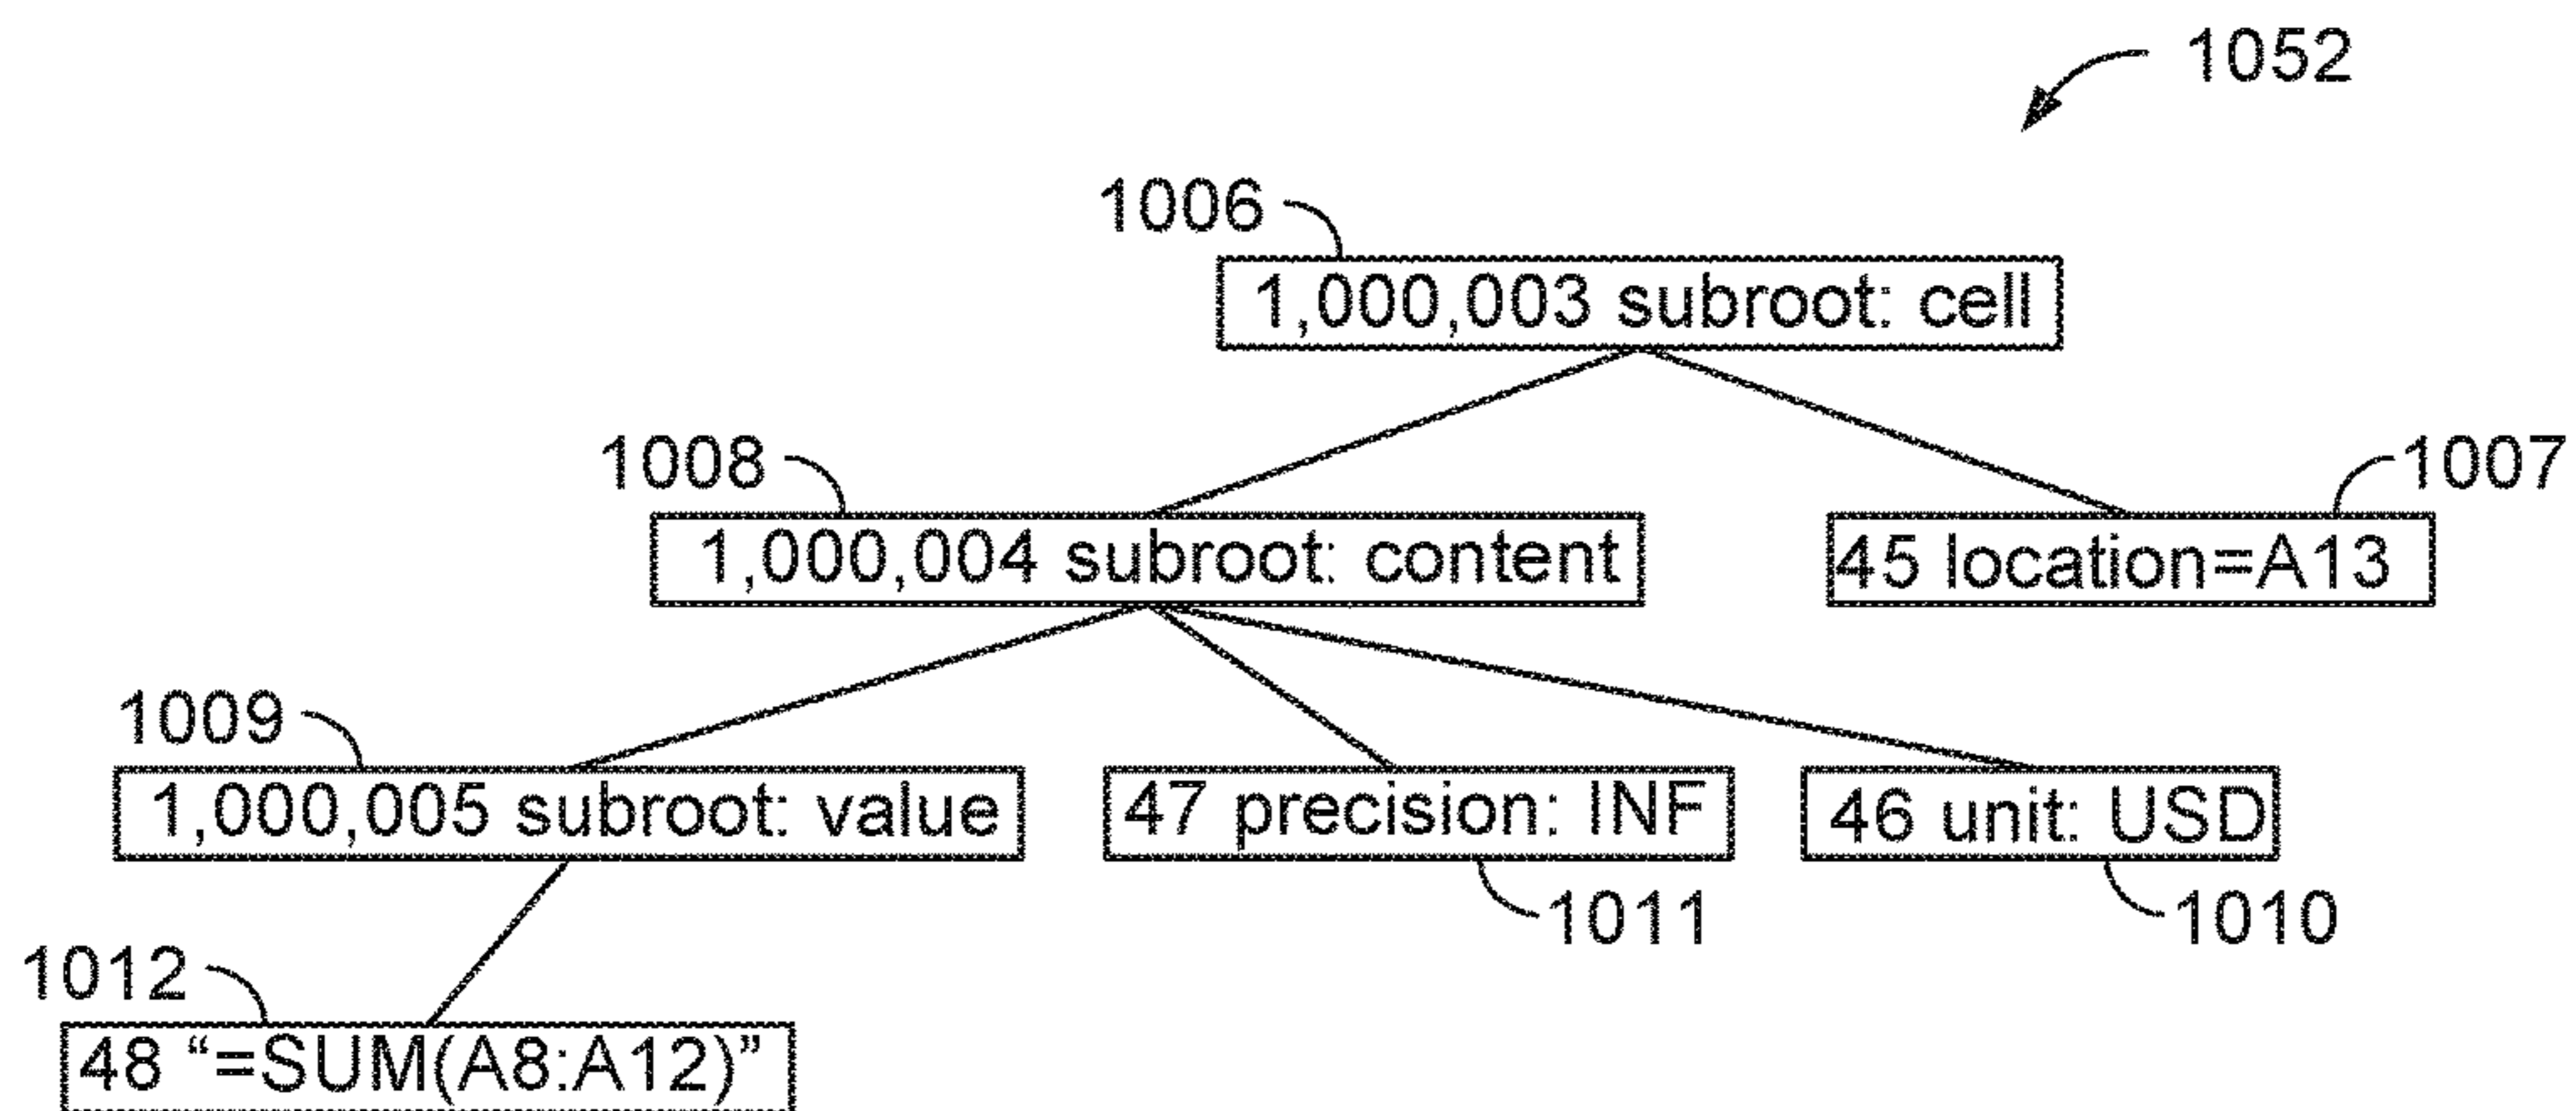 1052
1006
1,000,003 subroot: cell
1008
1007
1,000,004 subroot: content
45 location=A13
1009
1,000,005 subroot: value
47 precision: INF
46 unit: USD
1011
1010
1012
48 “=SUM(A8:A12)”